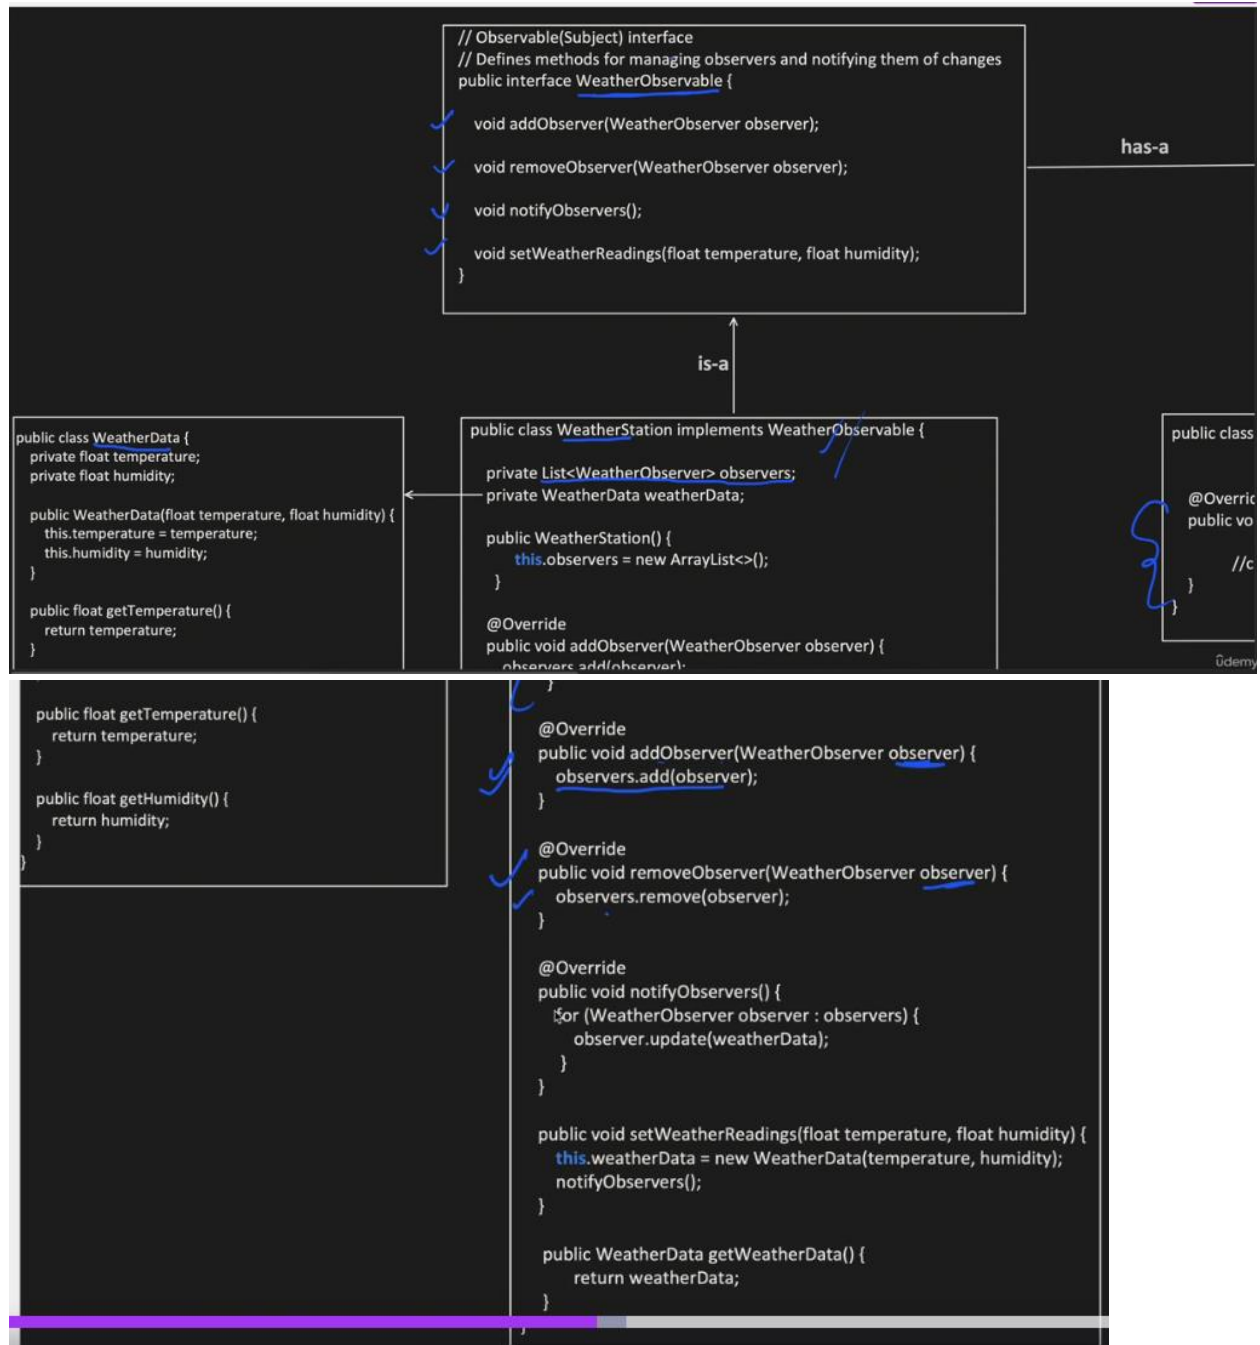 // Observable(Subject) interface
// Defines methods for managing observers and notifying them of changes
public interface WeatherObservable {
void addObserver(WeatherObserver observer);
void removeObserver(WeatherObserver observer);
void notifyObservers();
void setWeatherReadings(float temperature, float humidity);
}
has-a
is-a
public class WeatherData {
private float temperature;
private float humidity;
public WeatherData(float temperature, float humidity) {
this.temperature = temperature;
this.humidity = humidity;
}
public float getTemperature() {
return temperature;
}
public class WeatherStation implements WeatherObservable {
private List<WeatherObserver> observers;
private WeatherData weatherData;
public WeatherStation() {
this.observers = new ArrayList<>();
}
@Override
public void addObserver(WeatherObserver observer) {
observers.add(observer);
public class
@Overric
public vo
//c
}
}
ûdemy
public float getTemperature() {
return temperature;
}
public float getHumidity() {
return humidity;
}
}
}
@Override
public void addObserver(WeatherObserver observer) {
observers.add(observer);
}
@Override
public void removeObserver(WeatherObserver observer) {
observers.remove(observer);
}
@Override
public void notifyObservers() {
for (WeatherObserver observer : observers) {
observer.update(weatherData);
}
}
public void setWeatherReadings(float temperature, float humidity) {
this.weatherData = new WeatherData(temperature, humidity);
notifyObservers();
}
public WeatherData getWeatherData() {
return weatherData;
}
}